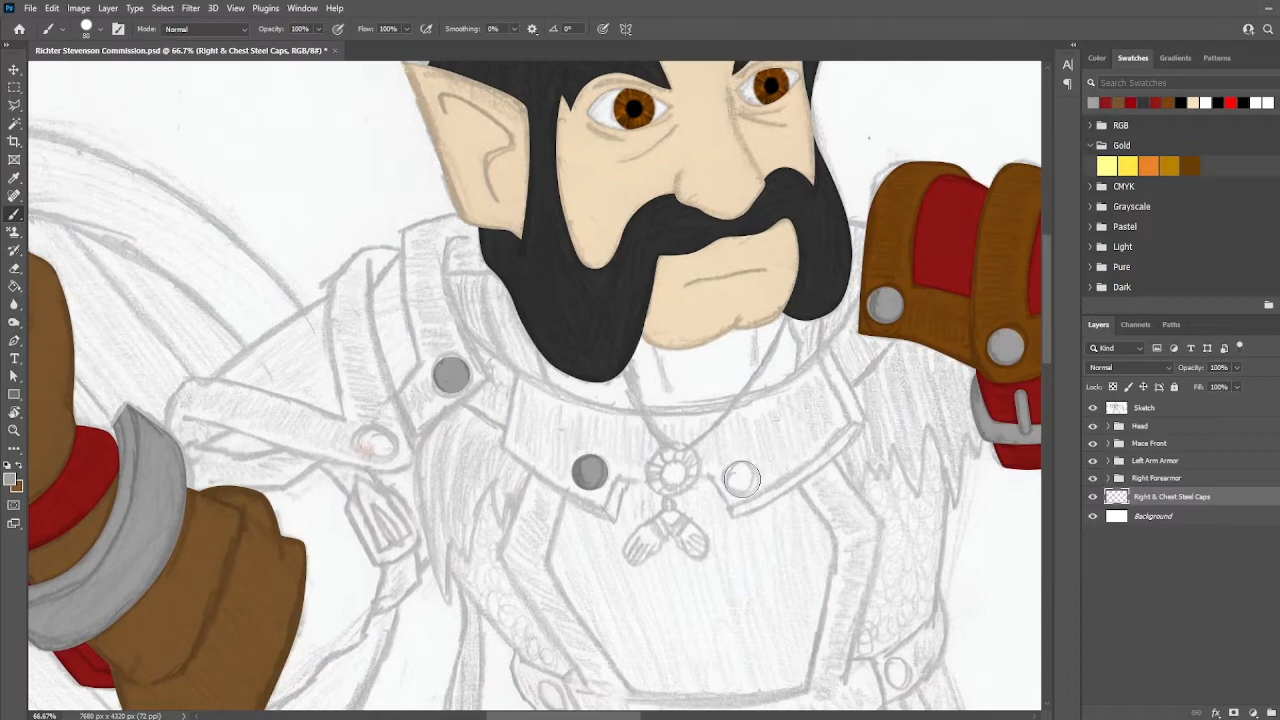 Ps File Edit Image Layer Type Select Filter 3D View Plugins Window Help
80 Mode: Normal Opacity: 100% Flow: 100% Smoothing: 0% 0°
Richter Stevenson Commission.psd @ 66.7% (Right & Chest Steel Caps, RGB/8#) *
Color Swatches Gradients Patterns
Search Swatches
RGB
Gold
CMYK
Grayscale
Pastel
Light
Pure
Dark
Layers Channels Paths
Kind
Normal Opacity: 100%
Lock: Fill: 100%
Sketch
Head
Mace Front
Left Arm Armor
Right Forearmor
Right & Chest Steel Caps
Background
66.67% 7680 px x 4320 px (72 ppi)